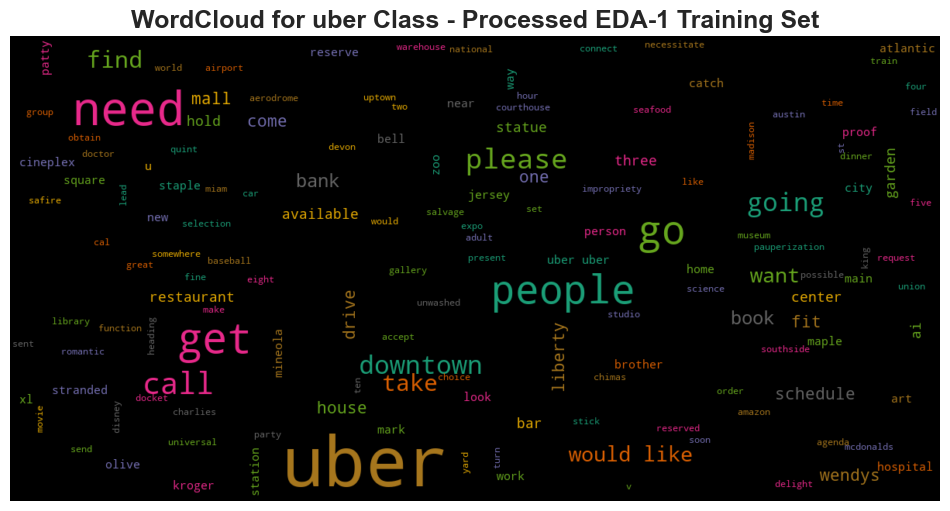 WordCloud for uber Class - Processed EDA-1 Training Set
patty
find
world
airport
reserve
warehouse
national
connect
necessitate
atlantic
train
way
need
mall
aerodrome
uptown
two
near
hour
courthouse
catch
seafood
austin
time
four
field
group
hold
come
obtain
doctor
quint
devon
bell
statue
please
one
three
madison
proof
st
dinner
garden
cineplex
u
square
staple
miam
car
bank
zoo
jersey
impropriety
like
city
five
safire
lead
new
selection
available
would
salvage
set
expo
adult
person
go
going
museum
pauperization
king
request
cal
somewhere
great
baseball
fine
eight
gallery
present
uber uber
home
science
want
possible
main
union
restaurant
make
drive
unwashed
people
studio
book
center
fit
ai
library
function
heading
sent
romantic
get
mineola
accept
liberty
maple
southside
downtown
stranded
call
docket
take
choice
ten
chimas
brother
xl
movie
disney
charlies
house
look
order
schedule
art
amazon
universal
send
party
mark
bar
stick
reserved
soon
agenda
mcdonalds
olive
station
uber
yard
turn
work
would like
wendys
hospital
kroger
v
delight